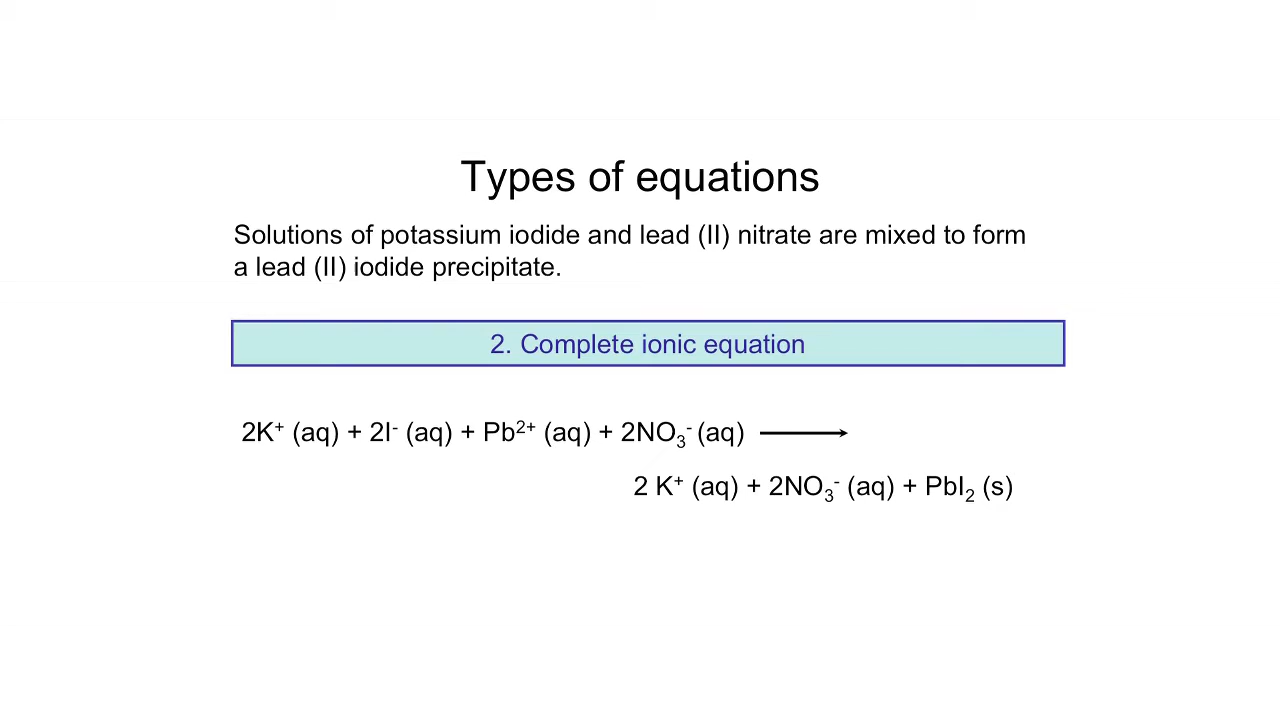 Types of equations
Solutions of potassium iodide and lead (II) nitrate are mixed to form
a lead (II) iodide precipitate.
2. Complete ionic equation
2K⁺ (aq) + 2I⁻ (aq) + Pb²⁺ (aq) + 2NO₃⁻ (aq) ⟶
2 K⁺ (aq) + 2NO₃⁻ (aq) + PbI₂ (s)